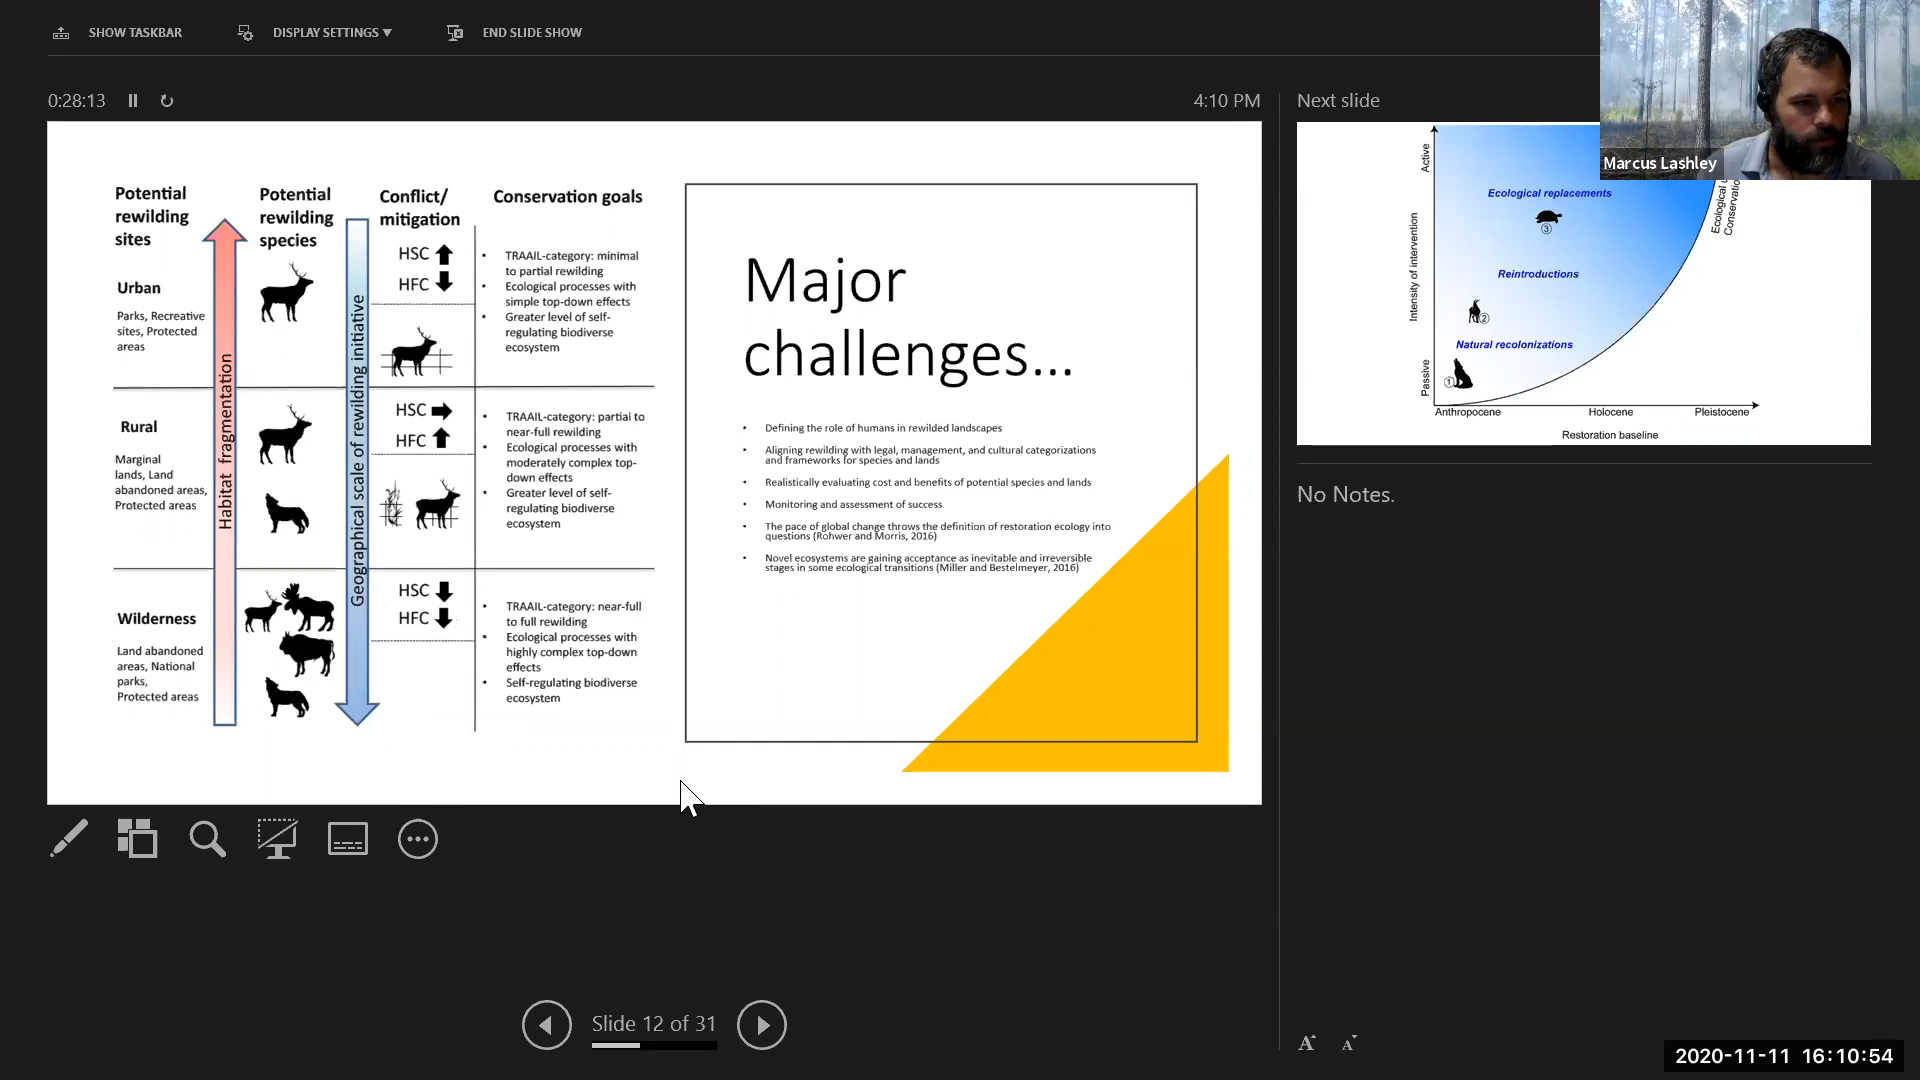 SHOW TASKBAR
DISPLAY SETTINGS ▼
END SLIDE SHOW
0:28:13
4:10 PM
Next slide
Marcus Lashley
Potential
rewilding
sites
Potential
rewilding
species
Conflict/
mitigation
Conservation goals
Habitat fragmentation
Geographical scale of rewilding initiative
Urban
Parks, Recreative
sites, Protected
areas
HSC
HFC
• TRAAIL-category: minimal
to partial rewilding
• Ecological processes with
simple top-down effects
• Greater level of self-
regulating biodiverse
ecosystem
Rural
Marginal
lands, Land
abandoned areas,
Protected areas
HSC
HFC
• TRAAIL-category: partial to
near-full rewilding
• Ecological processes with
moderately complex top-
down effects
• Greater level of self-
regulating biodiverse
ecosystem
Wilderness
Land abandoned
areas, National
parks,
Protected areas
HSC
HFC
• TRAAIL-category: near-full
to full rewilding
• Ecological processes with
highly complex top-down
effects
• Self-regulating biodiverse
ecosystem
Major
challenges...
• Defining the role of humans in rewilded landscapes
• Aligning rewilding with legal, management, and cultural categorizations
and frameworks for species and lands
• Realistically evaluating cost and benefits of potential species and lands
• Monitoring and assessment of success
• The pace of global change throws the definition of restoration ecology into
questions (Rohwer and Morris, 2016)
• Novel ecosystems are gaining acceptance as inevitable and irreversible
stages in some ecological transitions (Miller and Bestelmeyer, 2016)
Active
Intensity of intervention
Passive
Ecological replacements
③
Reintroductions
②
Natural recolonizations
①
Ecological
Conservatio
Anthropocene
Holocene
Pleistocene
Restoration baseline
No Notes.
Slide 12 of 31
A A
2020-11-11 16:10:54